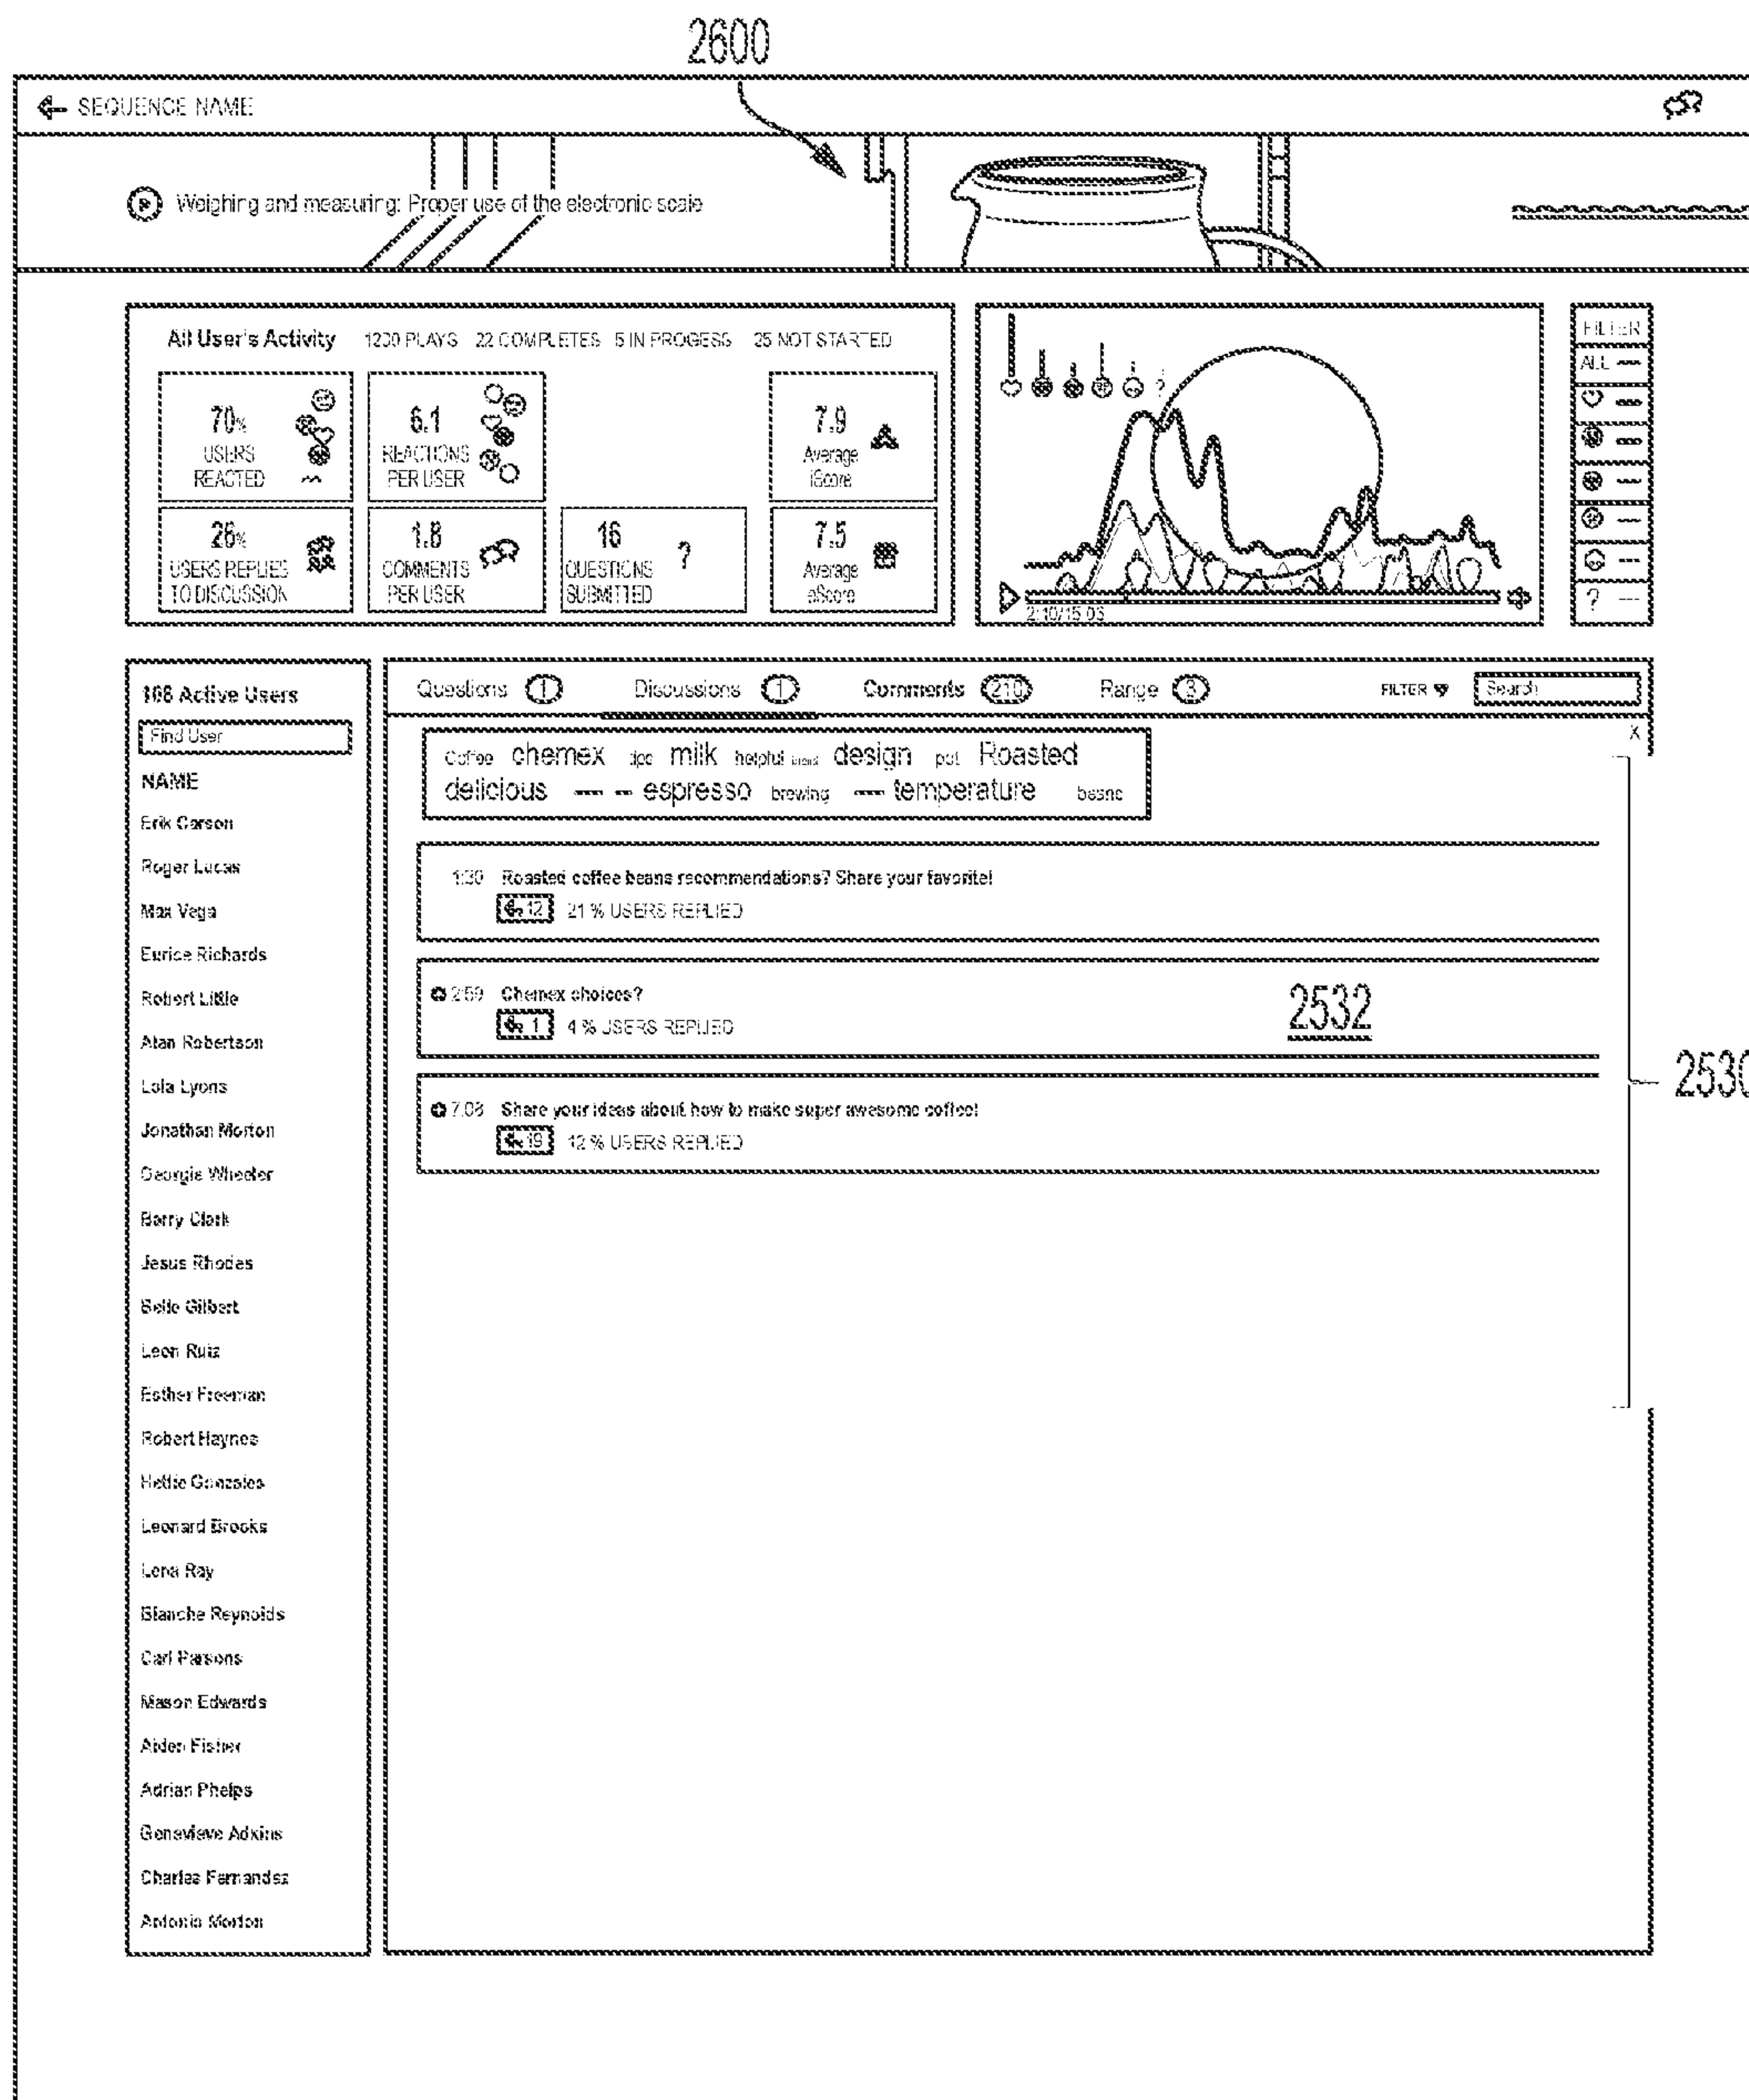 2600
SEQUENCE NAME
Weighing and measuring: Proper use of the electronic scale
All User's Activity 1200 PLAYS 22 COMPLETES 5 IN PROGESS 25 NOT STARTED
70% USERS REACTED
6.1 REACTIONS PER USER
7.9 Average iScore
26% USERS REPLIES TO DISCUSSION
1.8 COMMENTS PER USER
16 QUESTIONS SUBMITTED ?
7.5 Average eScore
?
2:10/15:03
FILTER
ALL
?
168 Active Users
Find User
NAME
Erik Carson
Roger Lucas
Max Vega
Eurice Richards
Robert Little
Alan Robertson
Lola Lyons
Jonathan Morton
Georgia Wheeler
Barry Clark
Jesus Rhodes
Belle Gilbert
Leon Ruiz
Esther Freeman
Robert Haynes
Hettie Gonzales
Leonard Brooks
Lena Ray
Blanche Reynolds
Carl Parsons
Mason Edwards
Aiden Fisher
Adrian Phelps
Genevieve Adkins
Charles Fernandez
Antonio Morton
Questions 1 Discussions 1 Comments 210 Range 3 FILTER Search
X
Coffee chemex tips milk helpful design pot Roasted
delicious espresso brewing temperature beans
1:30 Roasted coffee beans recommendations? Share your favorite!
12 21 % USERS REPLIED
2:59 Chemex choices?
1 4 % USERS REPLIED
2532
7:08 Share your ideas about how to make super awesome coffee!
19 12 % USERS REPLIED
2530